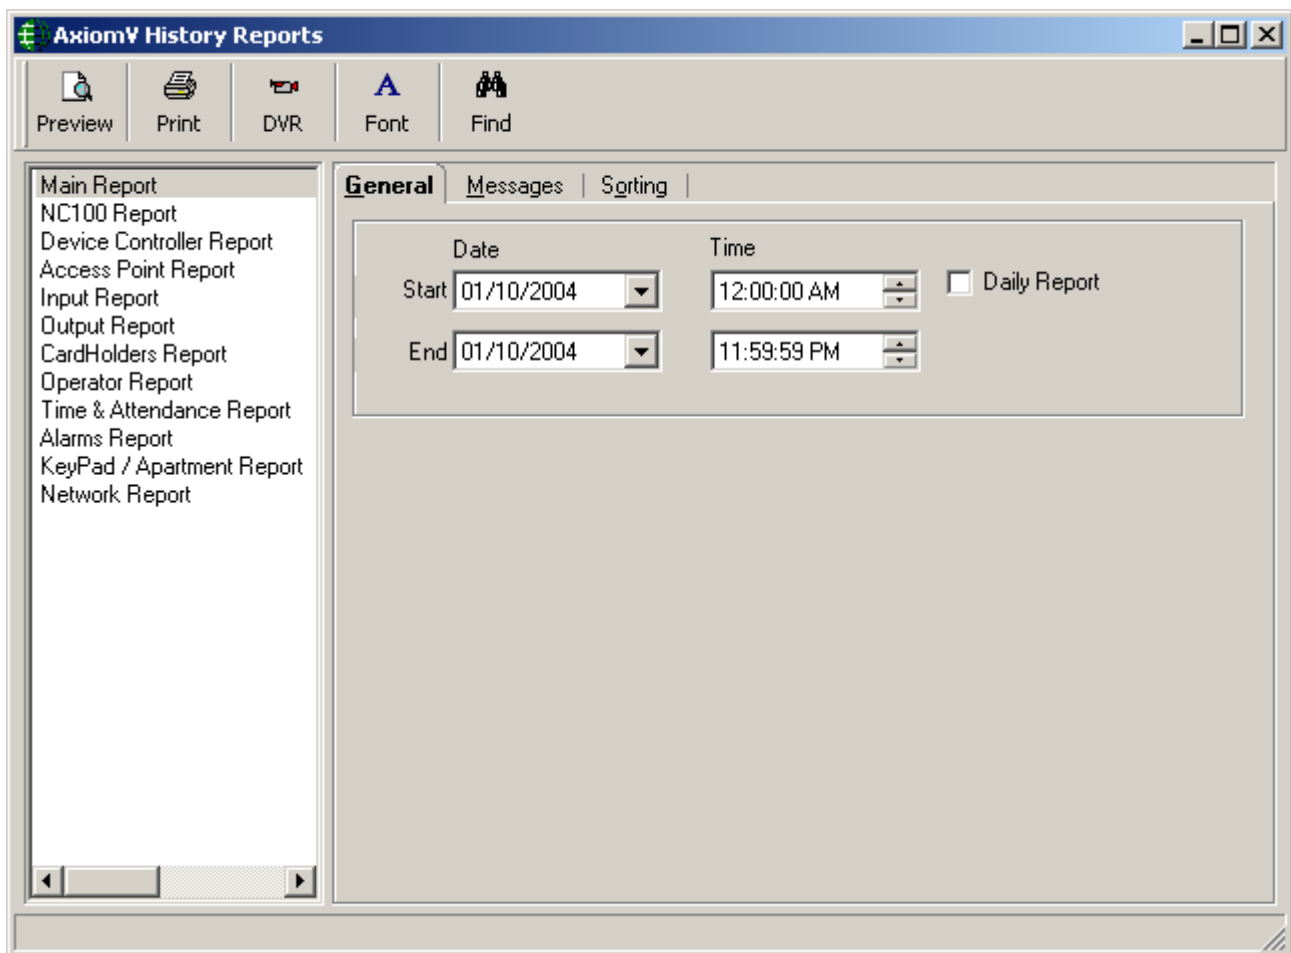 AxiomV History Reports
Preview Print DVR Font Find
Main Report
NC100 Report
Device Controller Report
Access Point Report
Input Report
Output Report
CardHolders Report
Operator Report
Time & Attendance Report
Alarms Report
KeyPad / Apartment Report
Network Report
General Messages Sorting
Date Time
Start 01/10/2004 12:00:00 AM Daily Report
End 01/10/2004 11:59:59 PM